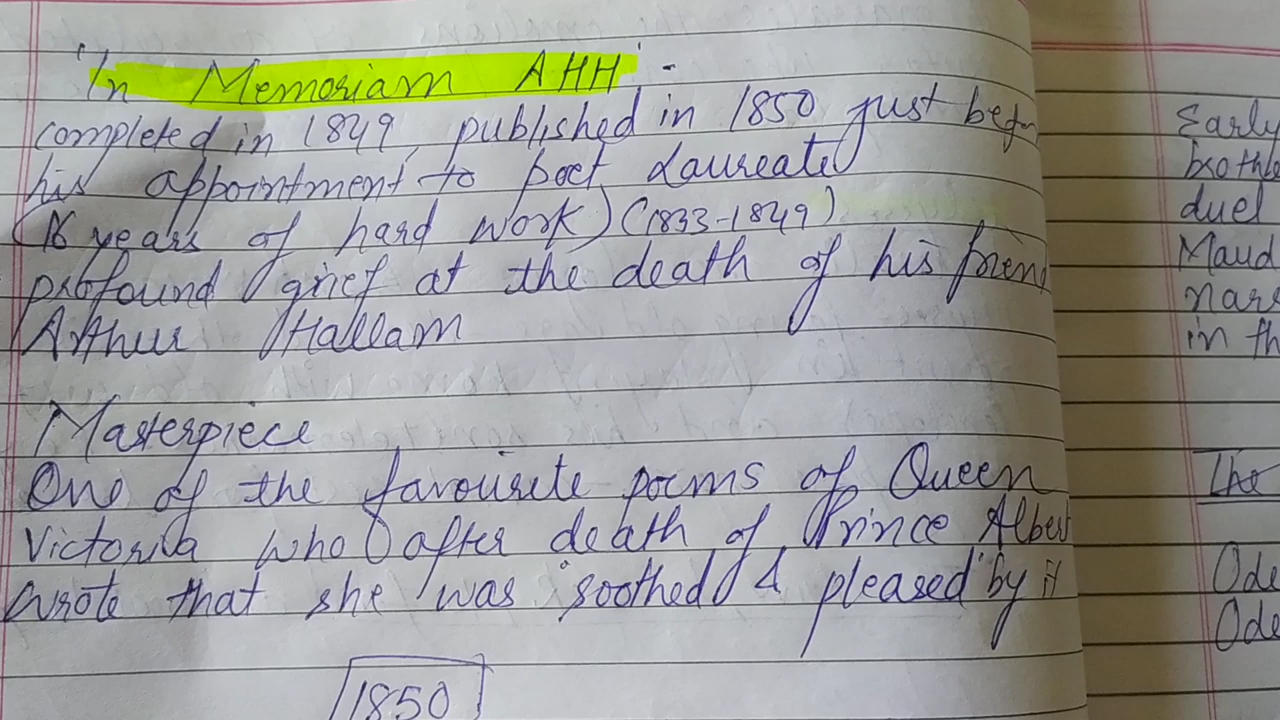 'In Memoriam AHH' -
completed in 1849, published in 1850 just befo
his appointment to poet Laureate
(16 years of hard work) (1833-1849)
profound grief at the death of his frien
Arthur Hallam
Masterpiece
One of the favourite poems of Queen
Victoria who after death of Prince Albert
wrote that she was 'soothed & pleased' by it
1850
Early
broth
duel
Maud
narr
in th
The
Ode
Ode